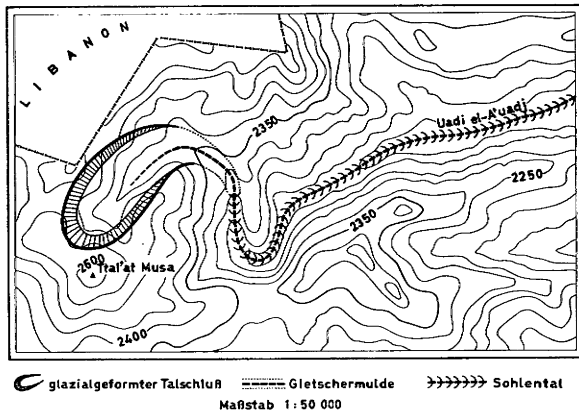 LIBANON
2350
Uadi el-A'uadj
2250
2350
2600
Ttal'at Musa
2400
glazialgeformter Talschluß Gletschermulde Sohlental
Maßstab 1:50 000